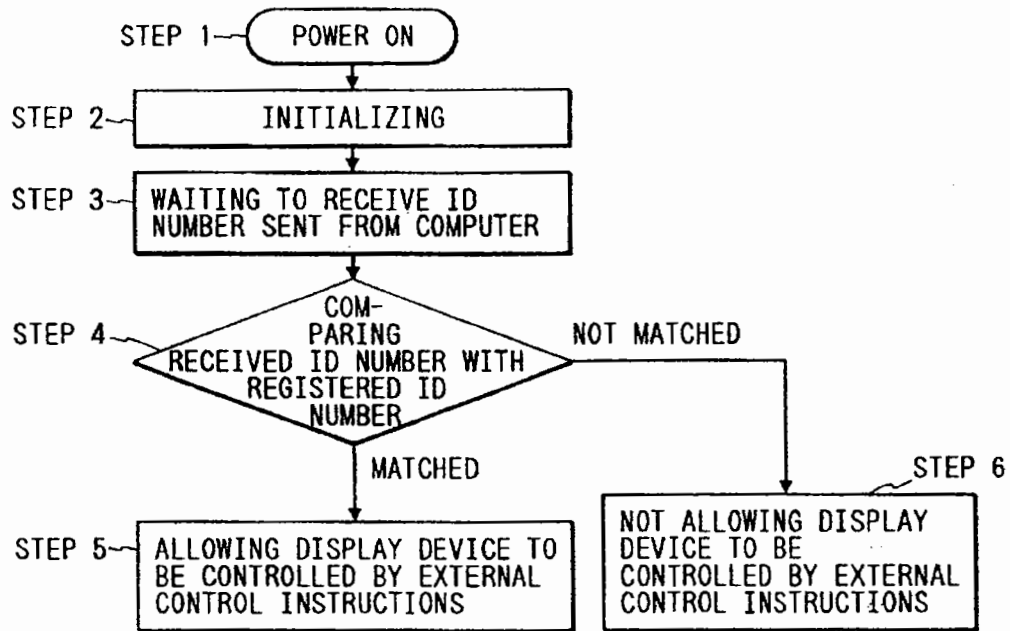 STEP 1
POWER ON
STEP 2
INITIALIZING
STEP 3
WAITING TO RECEIVE ID
NUMBER SENT FROM COMPUTER
STEP 4
COM-
PARING
RECEIVED ID NUMBER WITH
REGISTERED ID
NUMBER
NOT MATCHED
MATCHED
STEP 5
ALLOWING DISPLAY DEVICE TO
BE CONTROLLED BY EXTERNAL
CONTROL INSTRUCTIONS
STEP 6
NOT ALLOWING DISPLAY
DEVICE TO BE
CONTROLLED BY EXTERNAL
CONTROL INSTRUCTIONS